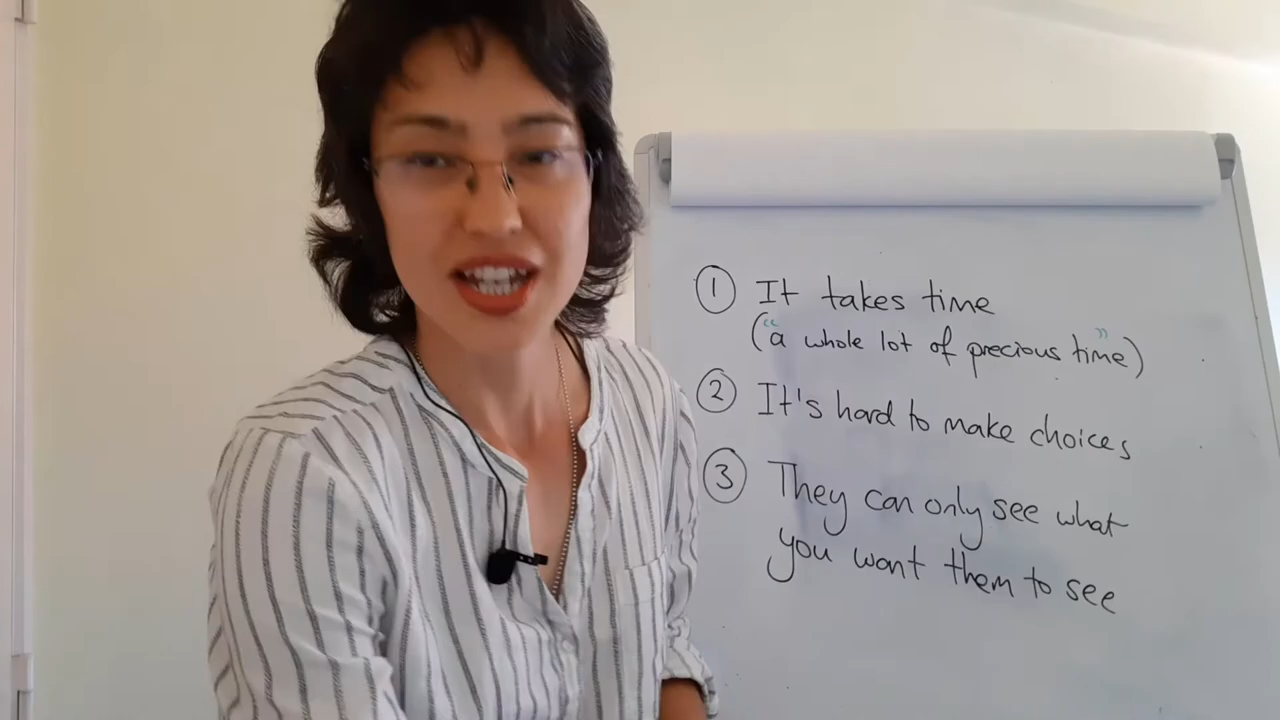 ① It takes time
(“a whole lot of precious time”)
② It's hard to make choices
③ They can only see what
you want them to see